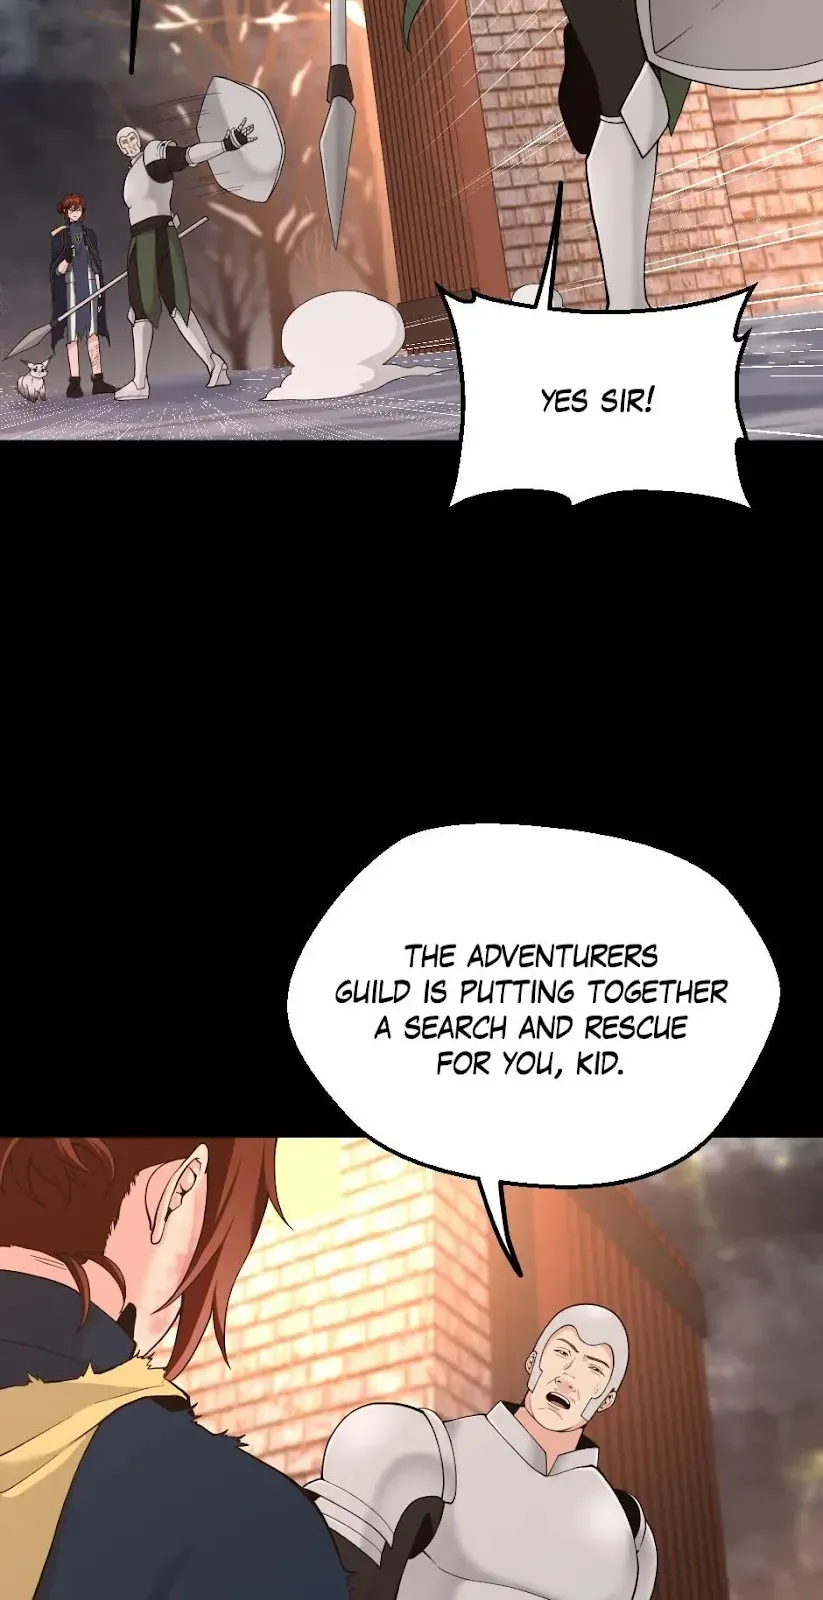 YES SIR!
THE ADVENTURERS
GUILD IS PUTTING TOGETHER
A SEARCH AND RESCUE
FOR YOU, KID.